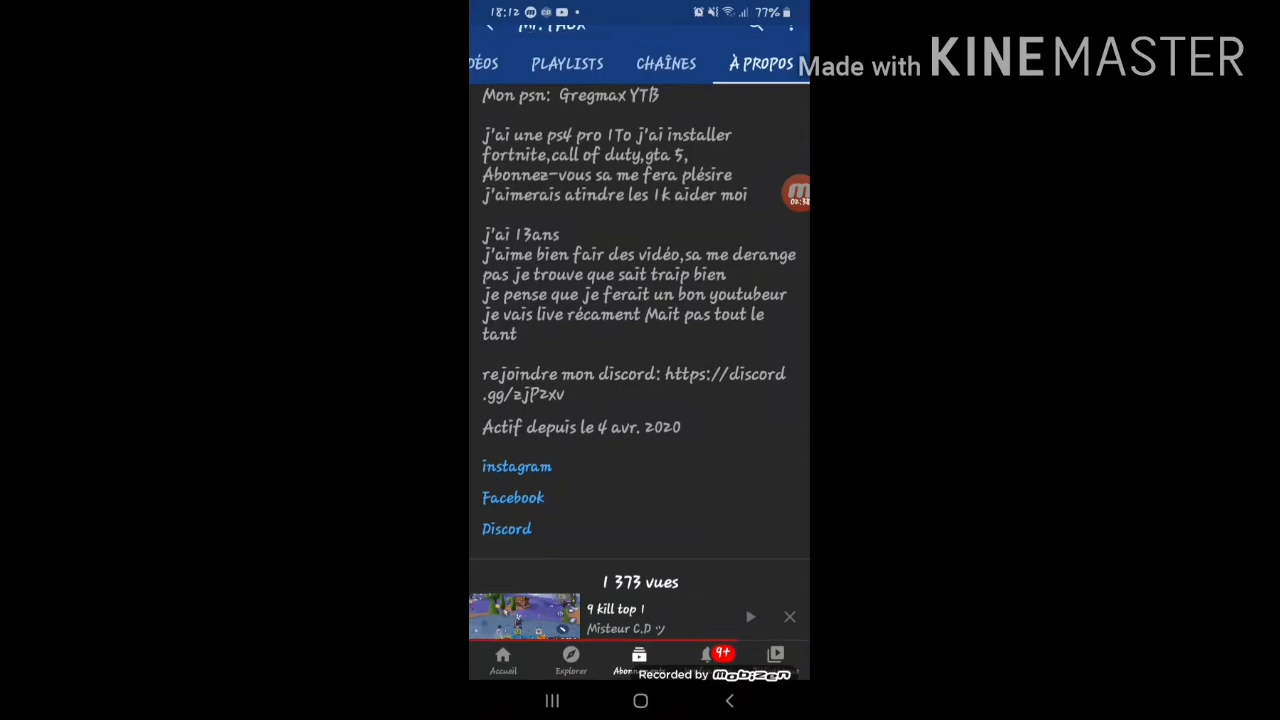 18:12
77%
DÉOS PLAYLISTS CHAÎNES À PROPOS
Made with KINEMASTER
Mon psn: Gregmax YTB
j'ai une ps4 pro 1To j'ai installer
fortnite,call of duty,gta 5,
Abonnez-vous sa me fera plésire
j'aimerais atindre les 1k aider moi
j'ai 13ans
j'aime bien fair des vidéo,sa me derange
pas je trouve que sait traip bien
je pense que je ferait un bon youtubeur
je vais live récament Mait pas tout le
tant
rejoindre mon discord: https://discord
.gg/zjPzxv
Actif depuis le 4 avr. 2020
instagram
Facebook
Discord
1 373 vues
9 kill top 1
Misteur C.D ツ
9+
Accueil Explorer
Recorded by mobizen